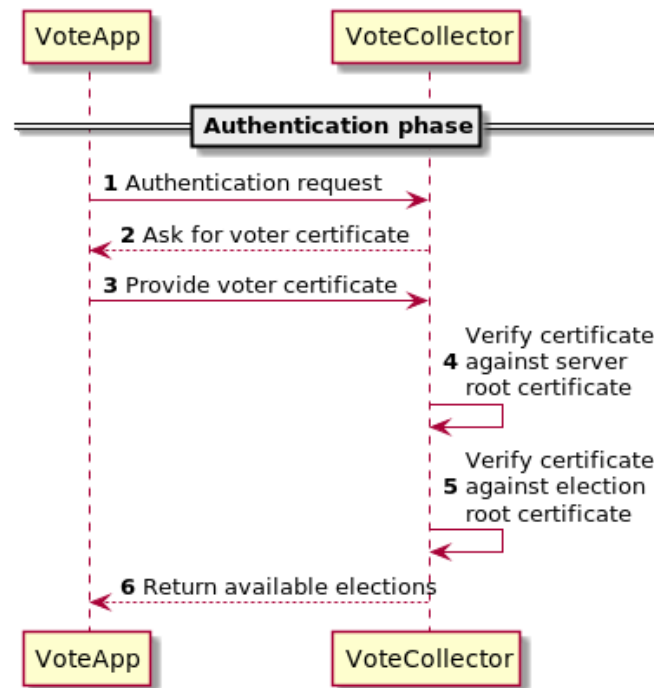 VoteApp VoteCollector
Authentication phase
1 Authentication request
2 Ask for voter certificate
3 Provide voter certificate
Verify certificate
4 against server
root certificate
Verify certificate
5 against election
root certificate
6 Return available elections
VoteApp VoteCollector